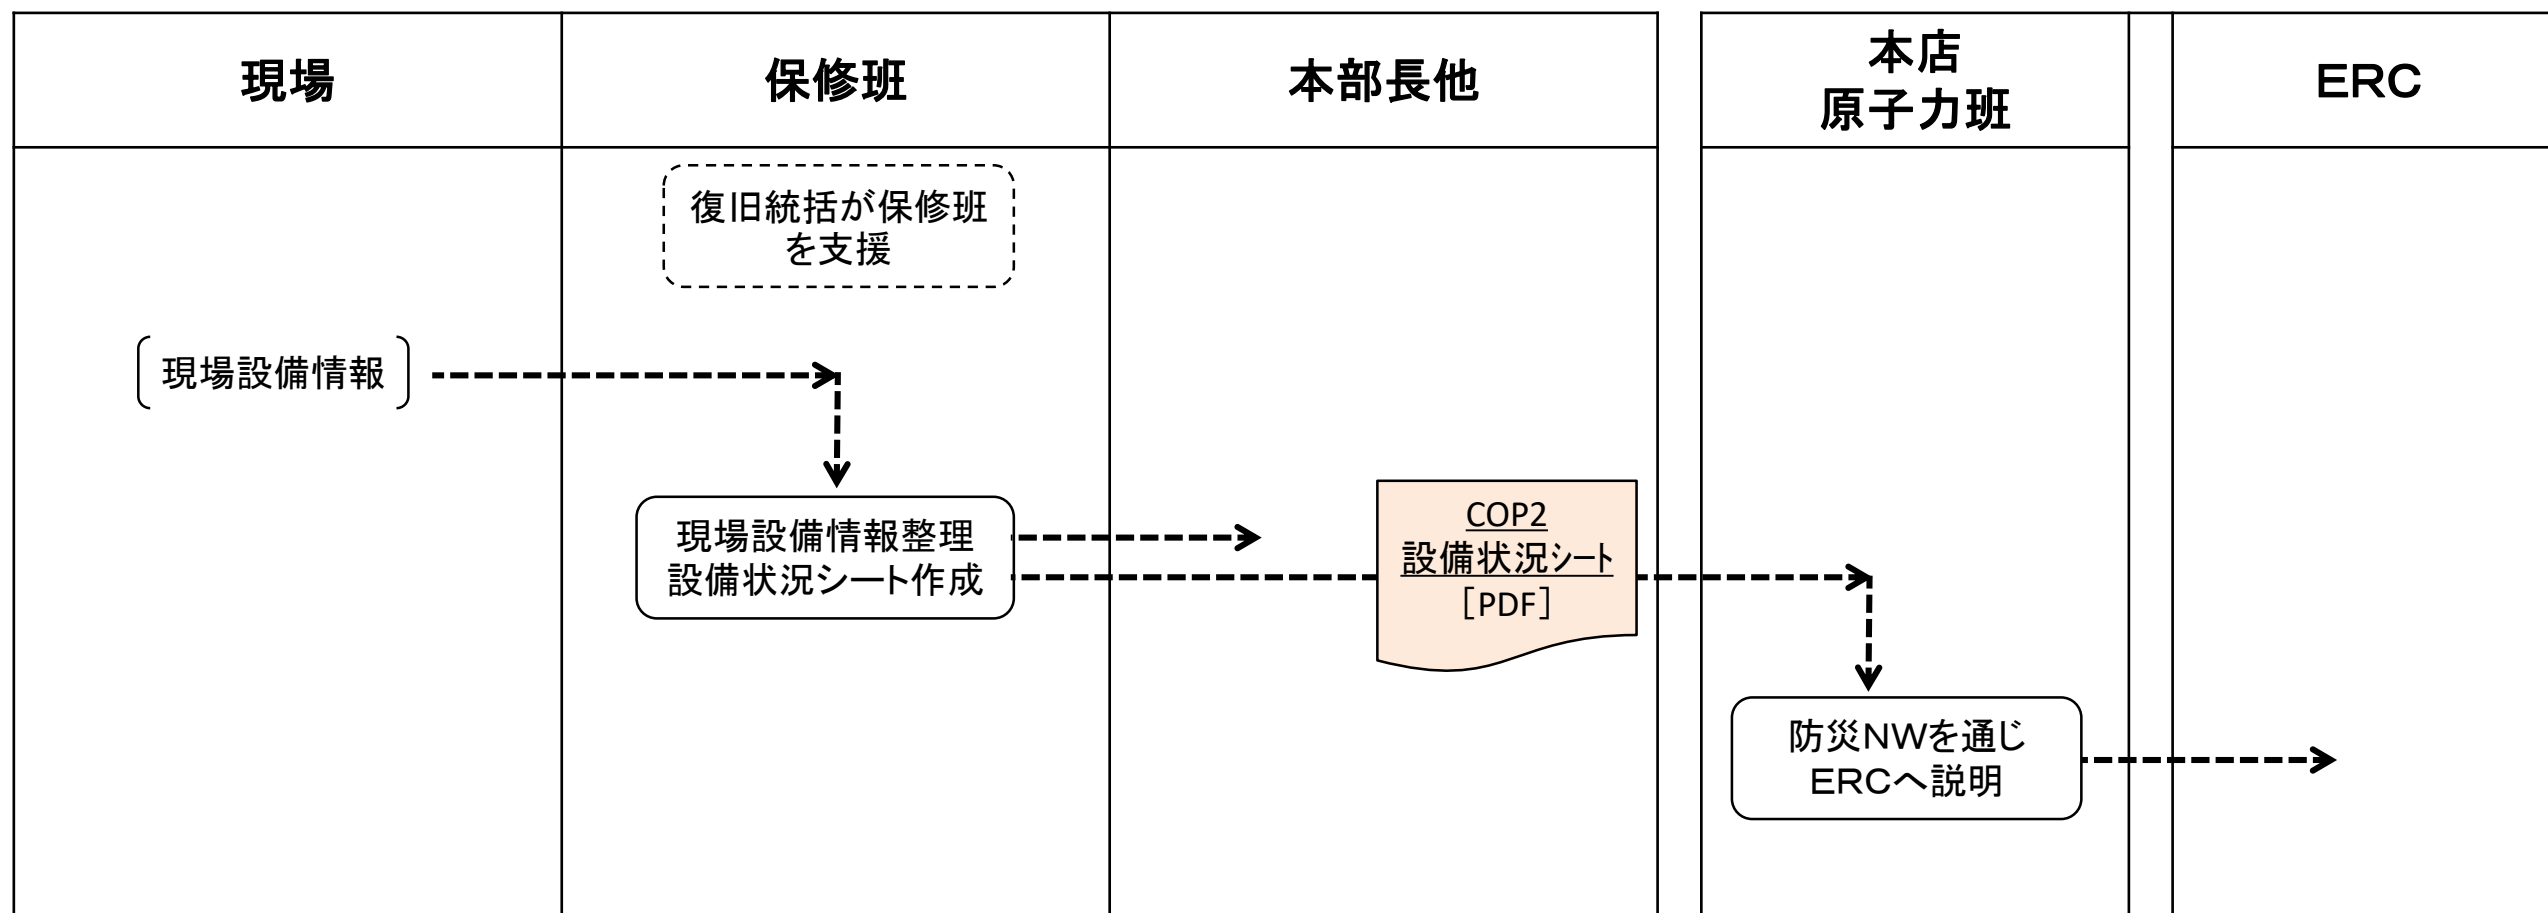 現場
保修班
本部長他
本店
原子力班
ERC
復旧統括が保修班
を支援
現場設備情報
現場設備情報整理
設備状況シート作成
COP2
設備状況シート
［PDF］
防災NWを通じ
ERCへ説明